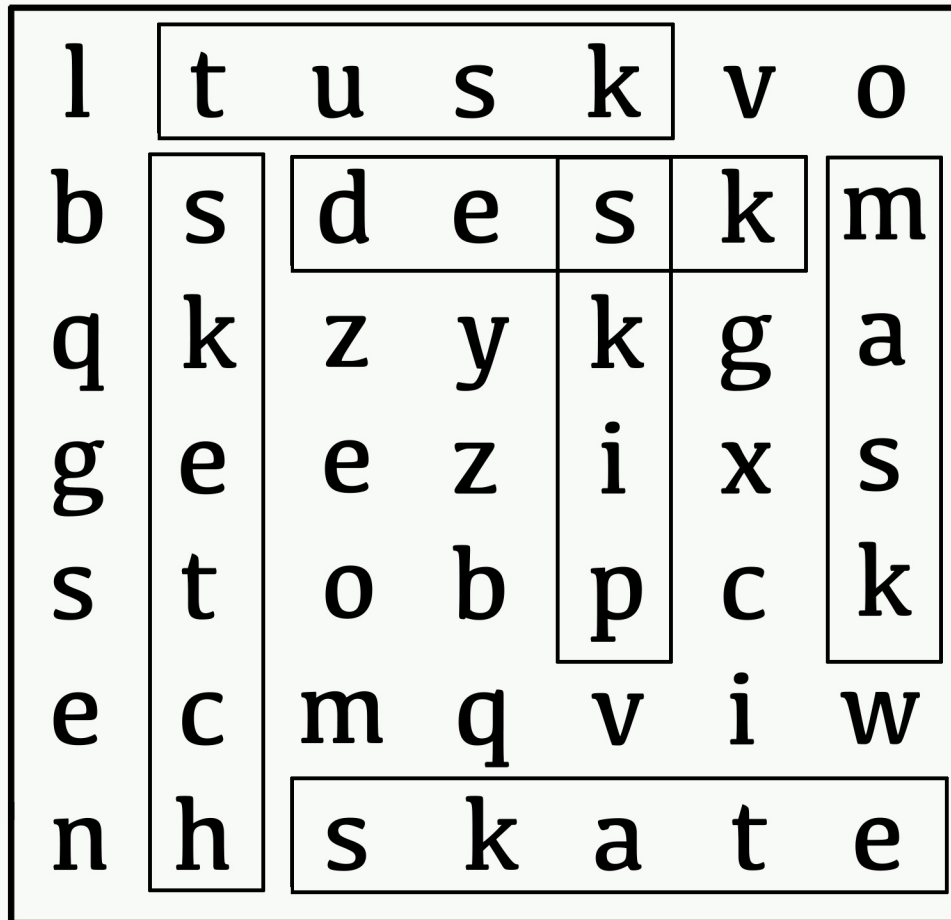 l t u s k v o
b s d e s k m
q k z y k g a
g e e z i x s
s t o b p c k
e c m q v i w
n h s k a t e